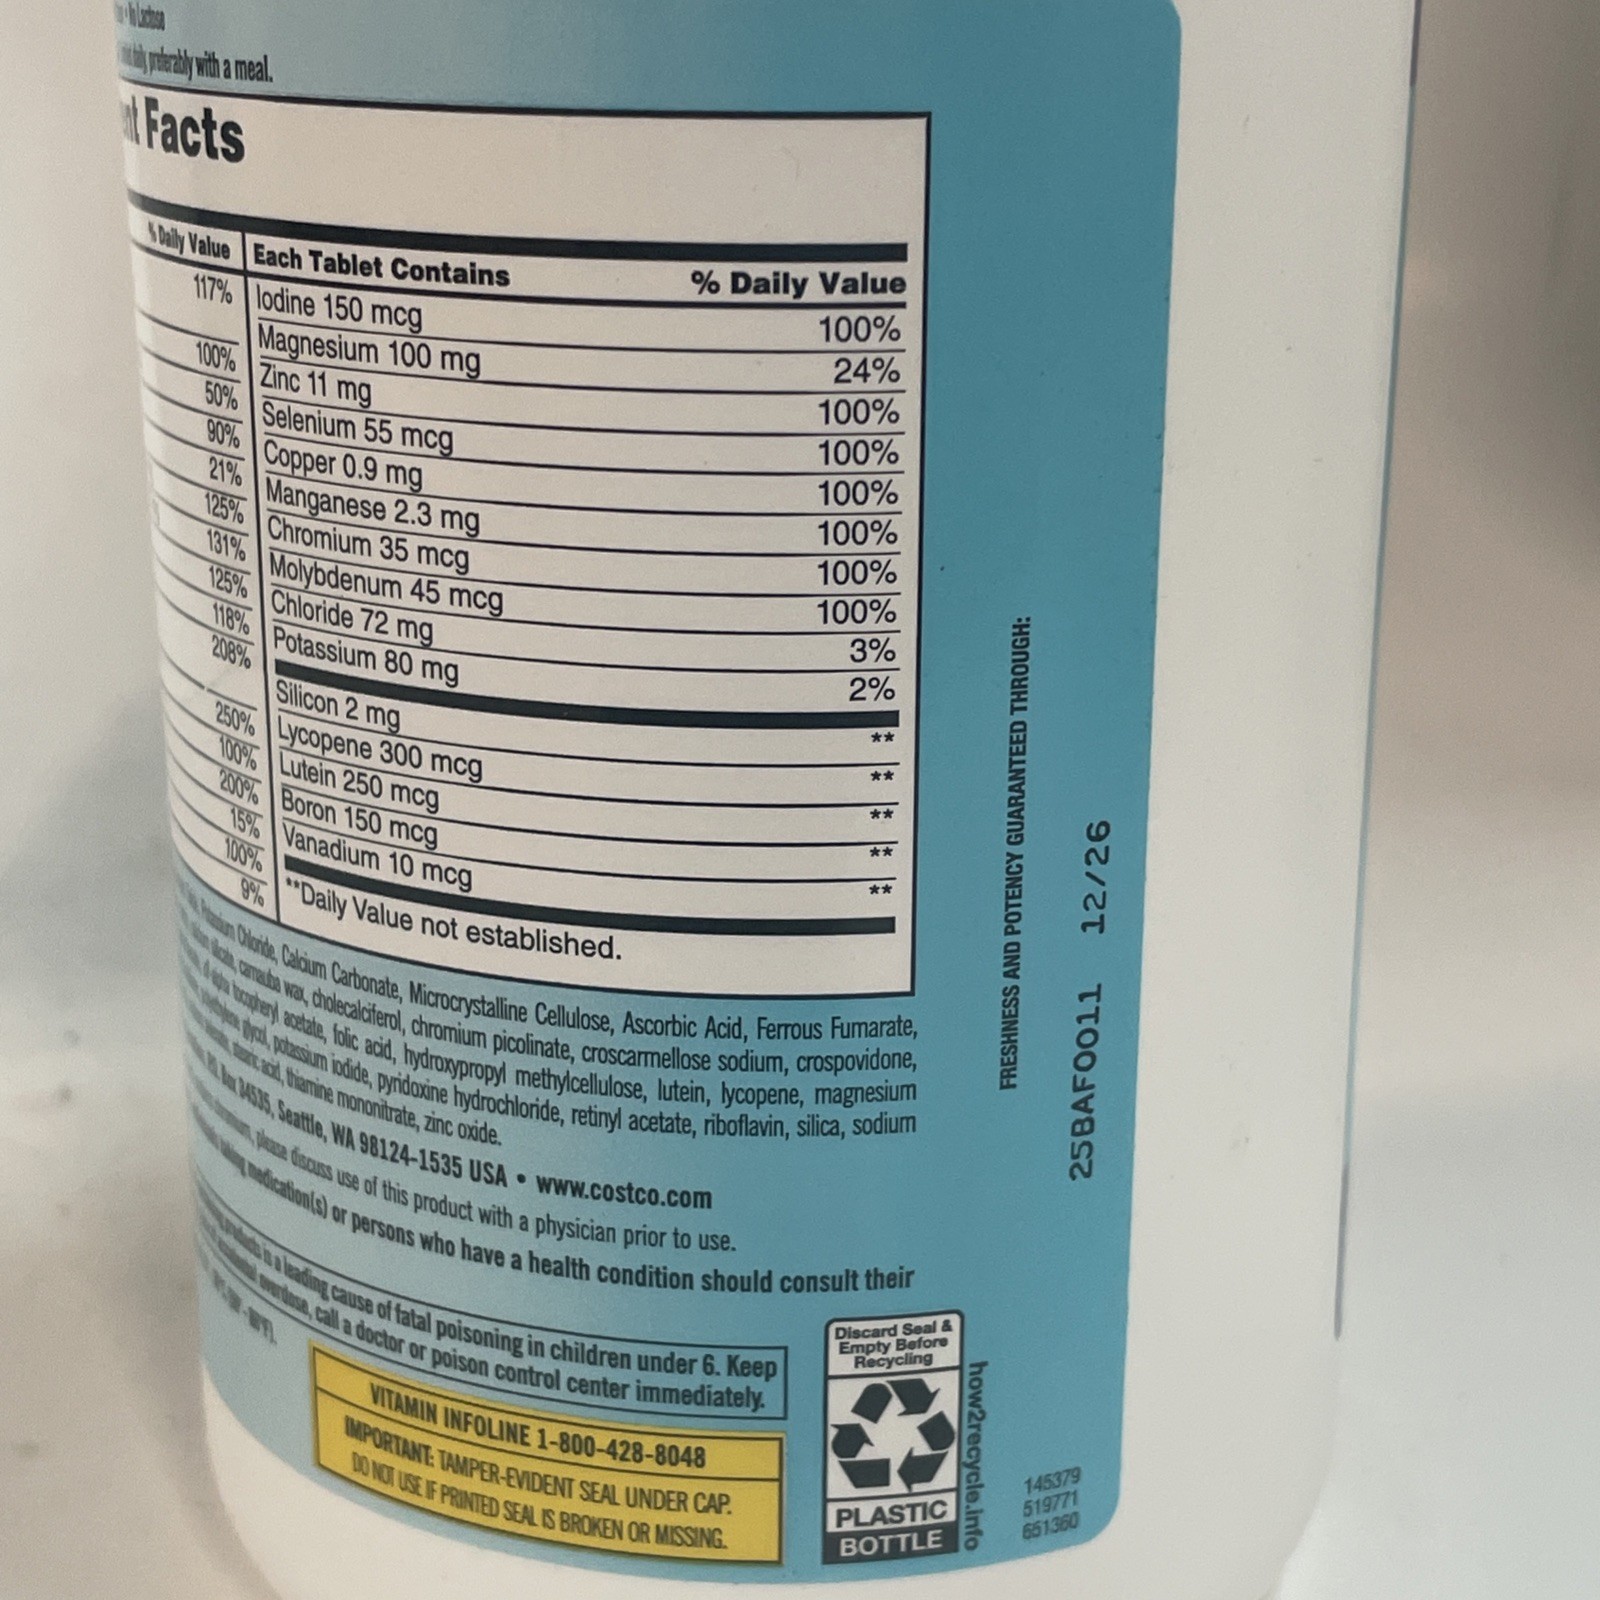 No Lactose
daily, preferably with a meal.
Facts
% Daily Value
117%
100%
50%
90%
21%
125%
131%
125%
118%
208%
250%
100%
200%
15%
100%
9%
Each Tablet Contains % Daily Value
Iodine 150 mcg 100%
Magnesium 100 mg 24%
Zinc 11 mg 100%
Selenium 55 mcg 100%
Copper 0.9 mg 100%
Manganese 2.3 mg 100%
Chromium 35 mcg 100%
Molybdenum 45 mcg 100%
Chloride 72 mg 3%
Potassium 80 mg 2%
Silicon 2 mg **
Lycopene 300 mcg **
Lutein 250 mcg **
Boron 150 mcg **
Vanadium 10 mcg **
**Daily Value not established.
Potassium Chloride, Calcium Carbonate, Microcrystalline Cellulose, Ascorbic Acid, Ferrous Fumarate,
carnauba wax, cholecalciferol, chromium picolinate, croscarmellose sodium, crospovidone,
tocopheryl acetate, folic acid, hydroxypropyl methylcellulose, lutein, lycopene, magnesium
glycol, potassium iodide, pyridoxine hydrochloride, retinyl acetate, riboflavin, silica, sodium
stearic acid, thiamine mononitrate, zinc oxide.
P.O. Box 34535, Seattle, WA 98124-1535 USA • www.costco.com
please discuss use of this product with a physician prior to use.
taking medication(s) or persons who have a health condition should consult their
products is a leading cause of fatal poisoning in children under 6. Keep
accidental overdose, call a doctor or poison control center immediately.
VITAMIN INFOLINE 1-800-428-8048
IMPORTANT: TAMPER-EVIDENT SEAL UNDER CAP.
DO NOT USE IF PRINTED SEAL IS BROKEN OR MISSING.
Discard Seal &
Empty Before
Recycling
PLASTIC
BOTTLE
how2recycle.info
FRESHNESS AND POTENCY GUARANTEED THROUGH:
25BAF0011 12/26
145379
519771
651360